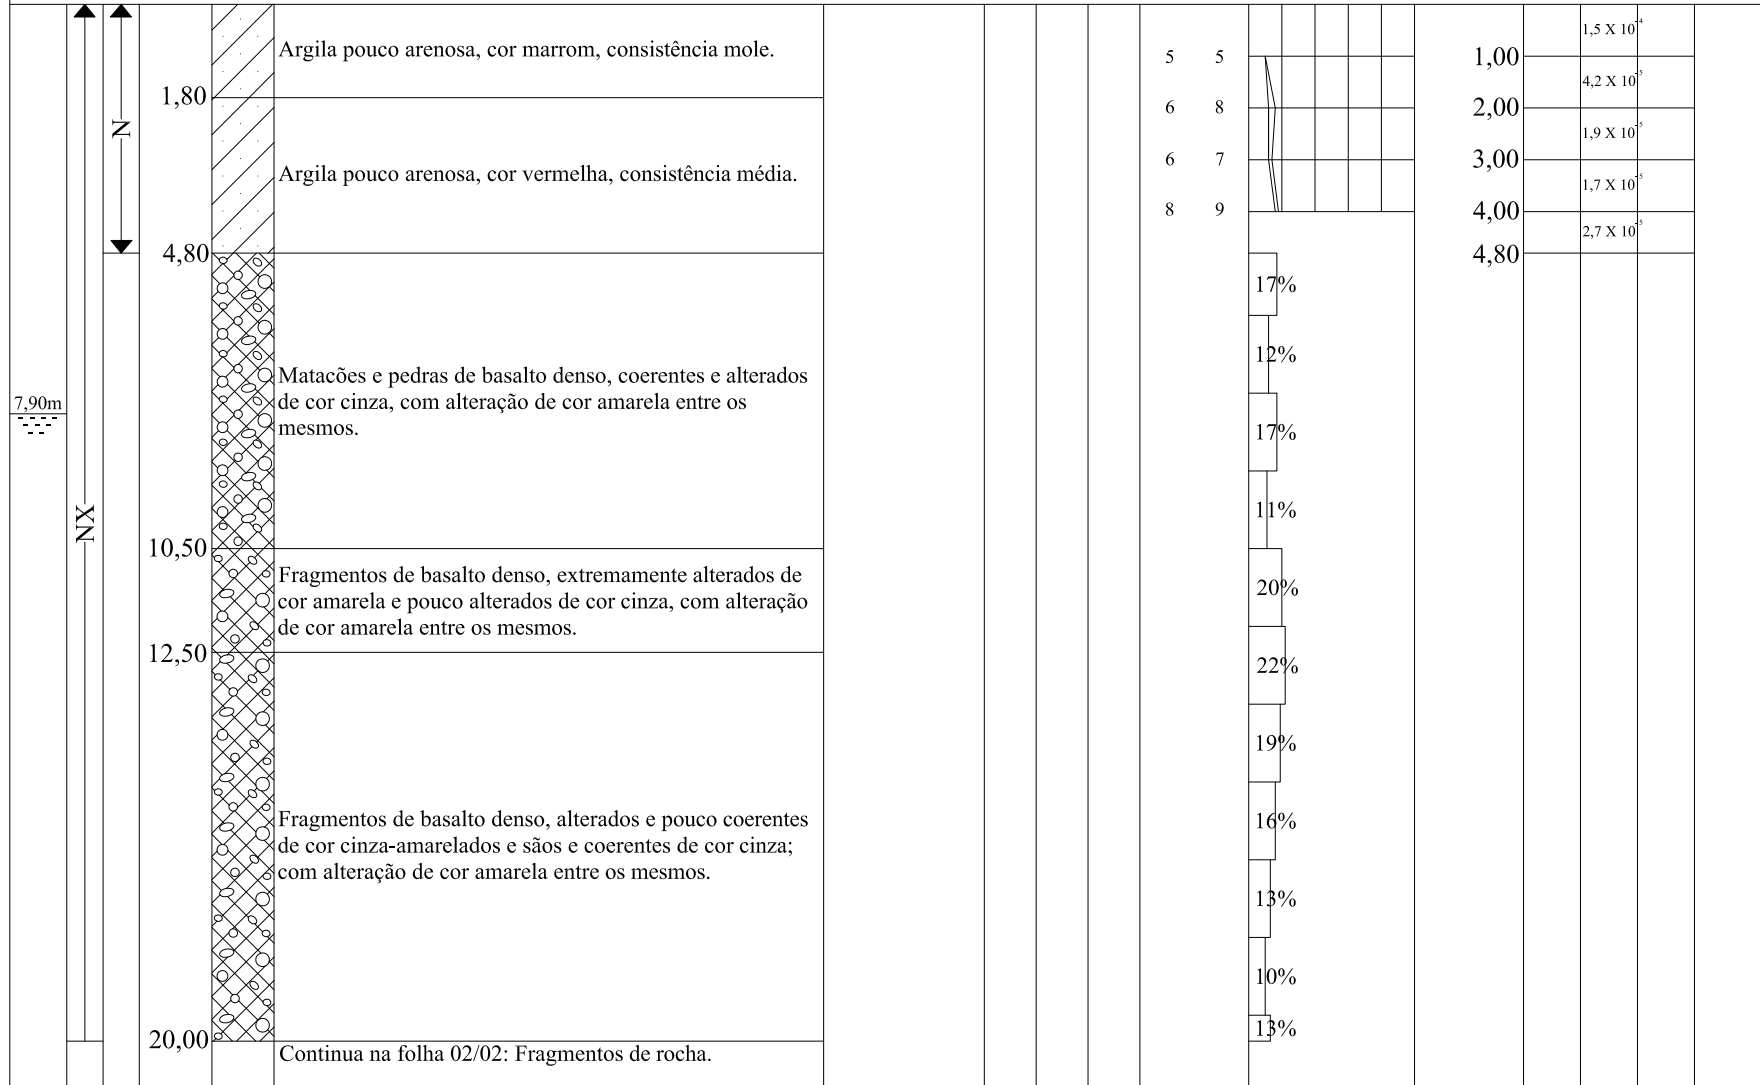 1,5 X 10⁻⁴
Argila pouco arenosa, cor marrom, consistência mole.
5 5 1,00
4,2 X 10⁻⁵
1,80
6 8 2,00
N
1,9 X 10⁻⁵
6 7 3,00
Argila pouco arenosa, cor vermelha, consistência média.
1,7 X 10⁻⁵
8 9 4,00
2,7 X 10⁻⁵
4,80 4,80
17%
12%
Matacões e pedras de basalto denso, coerentes e alterados
de cor cinza, com alteração de cor amarela entre os
mesmos.
7,90m
17%
11%
NX
10,50
Fragmentos de basalto denso, extremamente alterados de
cor amarela e pouco alterados de cor cinza, com alteração
de cor amarela entre os mesmos.
20%
12,50
22%
19%
Fragmentos de basalto denso, alterados e pouco coerentes
de cor cinza-amarelados e sãos e coerentes de cor cinza;
com alteração de cor amarela entre os mesmos.
16%
13%
10%
13%
20,00
Continua na folha 02/02: Fragmentos de rocha.